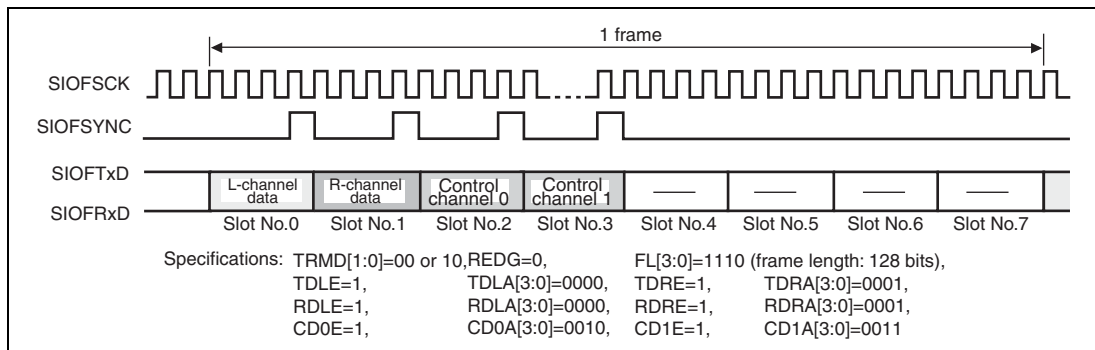 1 frame
SIOFSCK
SIOFSYNC
SIOFTxD
SIOFRxD
L-channel
data
R-channel
data
Control
channel 0
Control
channel 1
Slot No.0 Slot No.1 Slot No.2 Slot No.3 Slot No.4 Slot No.5 Slot No.6 Slot No.7
Specifications: TRMD[1:0]=00 or 10, REDG=0, FL[3:0]=1110 (frame length: 128 bits),
TDLE=1, TDLA[3:0]=0000, TDRE=1, TDRA[3:0]=0001,
RDLE=1, RDLA[3:0]=0000, RDRE=1, RDRA[3:0]=0001,
CD0E=1, CD0A[3:0]=0010, CD1E=1, CD1A[3:0]=0011